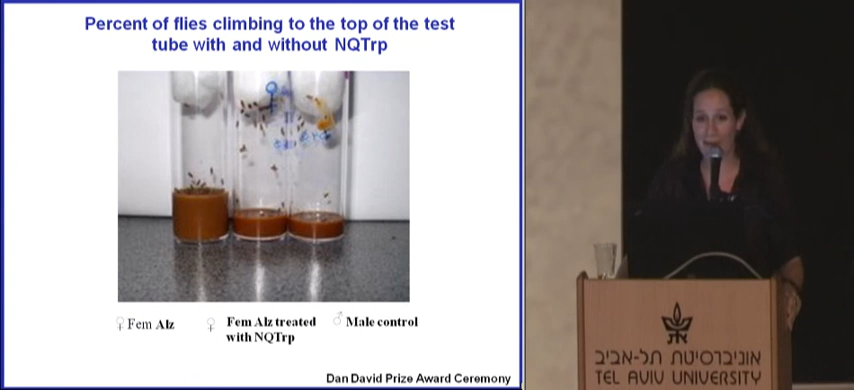 Percent of flies climbing to the top of the test
tube with and without NQTrp
♀ Fem Alz
♀ Fem Alz treated
with NQTrp
♂ Male control
Dan David Prize Award Ceremony
אוניברסיטת תל-אביב
TEL AVIV UNIVERSITY